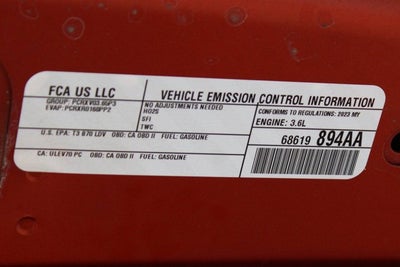 FCA US LLC
GROUP: PCRXV03.65P3
EVAP: PCRXR0160PP2
VEHICLE EMISSION CONTROL INFORMATION
NO ADJUSTMENTS NEEDED
HO2S
SFI
TWC
CONFORMS TO REGULATIONS: 2023 MY
ENGINE: 3.6L
68619 894AA
U.S. EPA: T3 B70 LDV OBD: CA OBD II FUEL: GASOLINE
CA: ULEV70 PC OBD: CA OBD II FUEL: GASOLINE